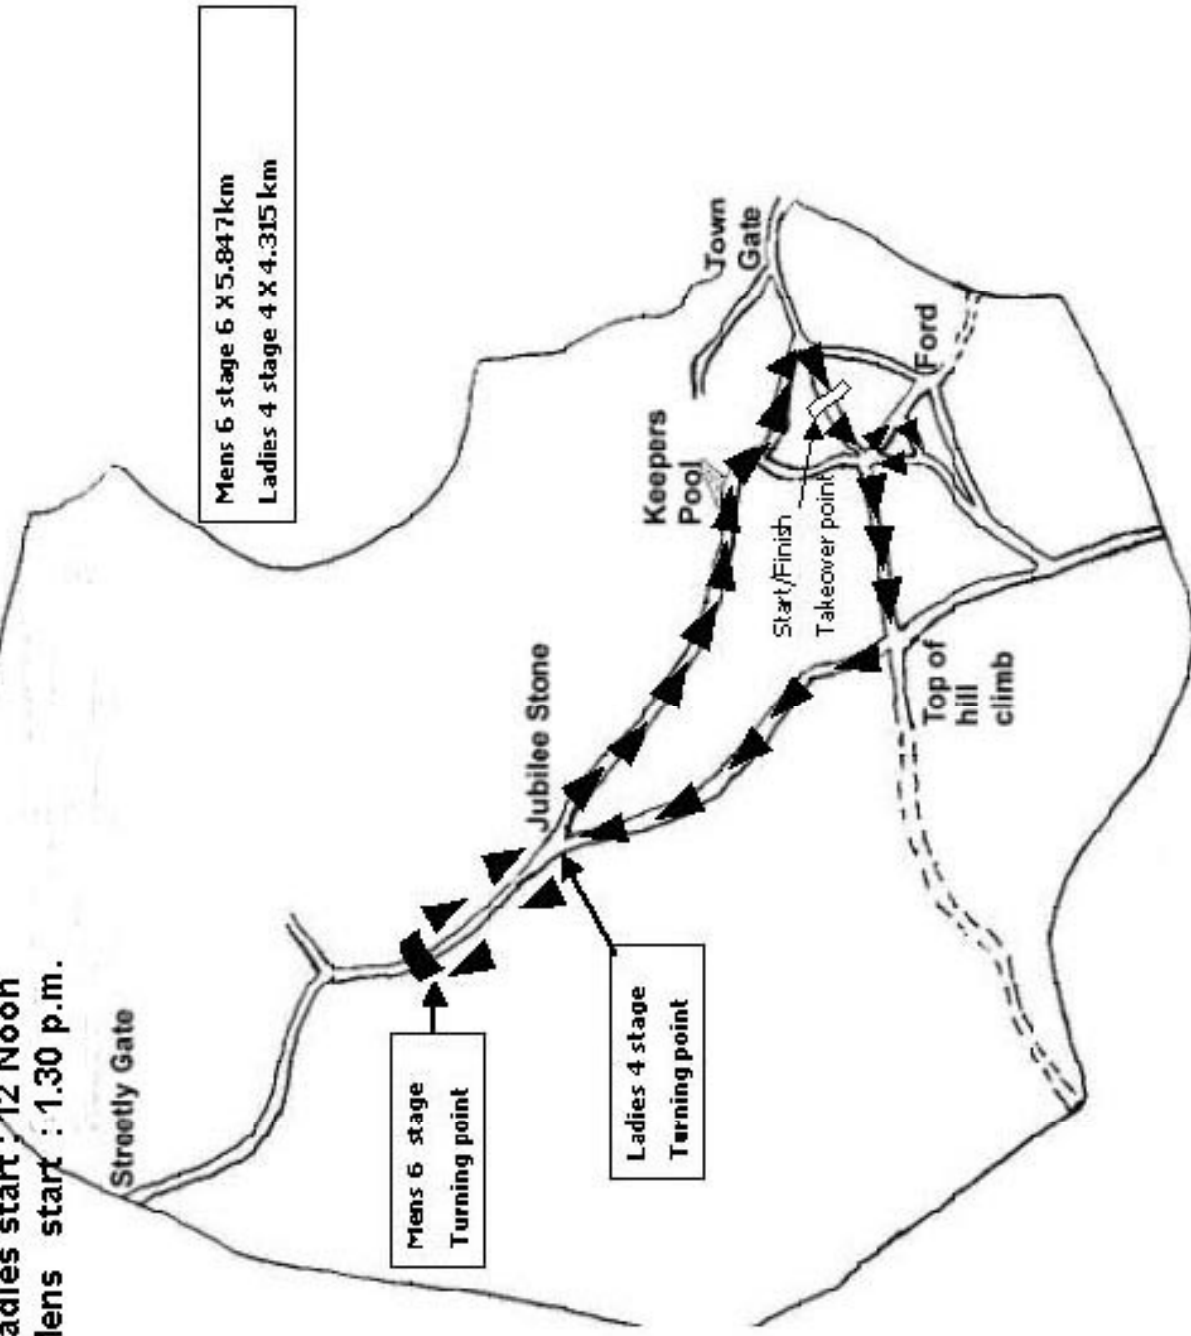 adies start : 12 Noon
lens start : 1.30 p.m.
Mens 6 stage 6 X 5.847km
Ladies 4 stage 4 X 4.315 km
Streetly Gate
Jubilee Stone
Keepers
Pool
Town
Gate
Mens 6 stage
Turning point
Ladies 4 stage
Turning point
Start/Finish
Takeover point
Ford
Top of
hill
climb